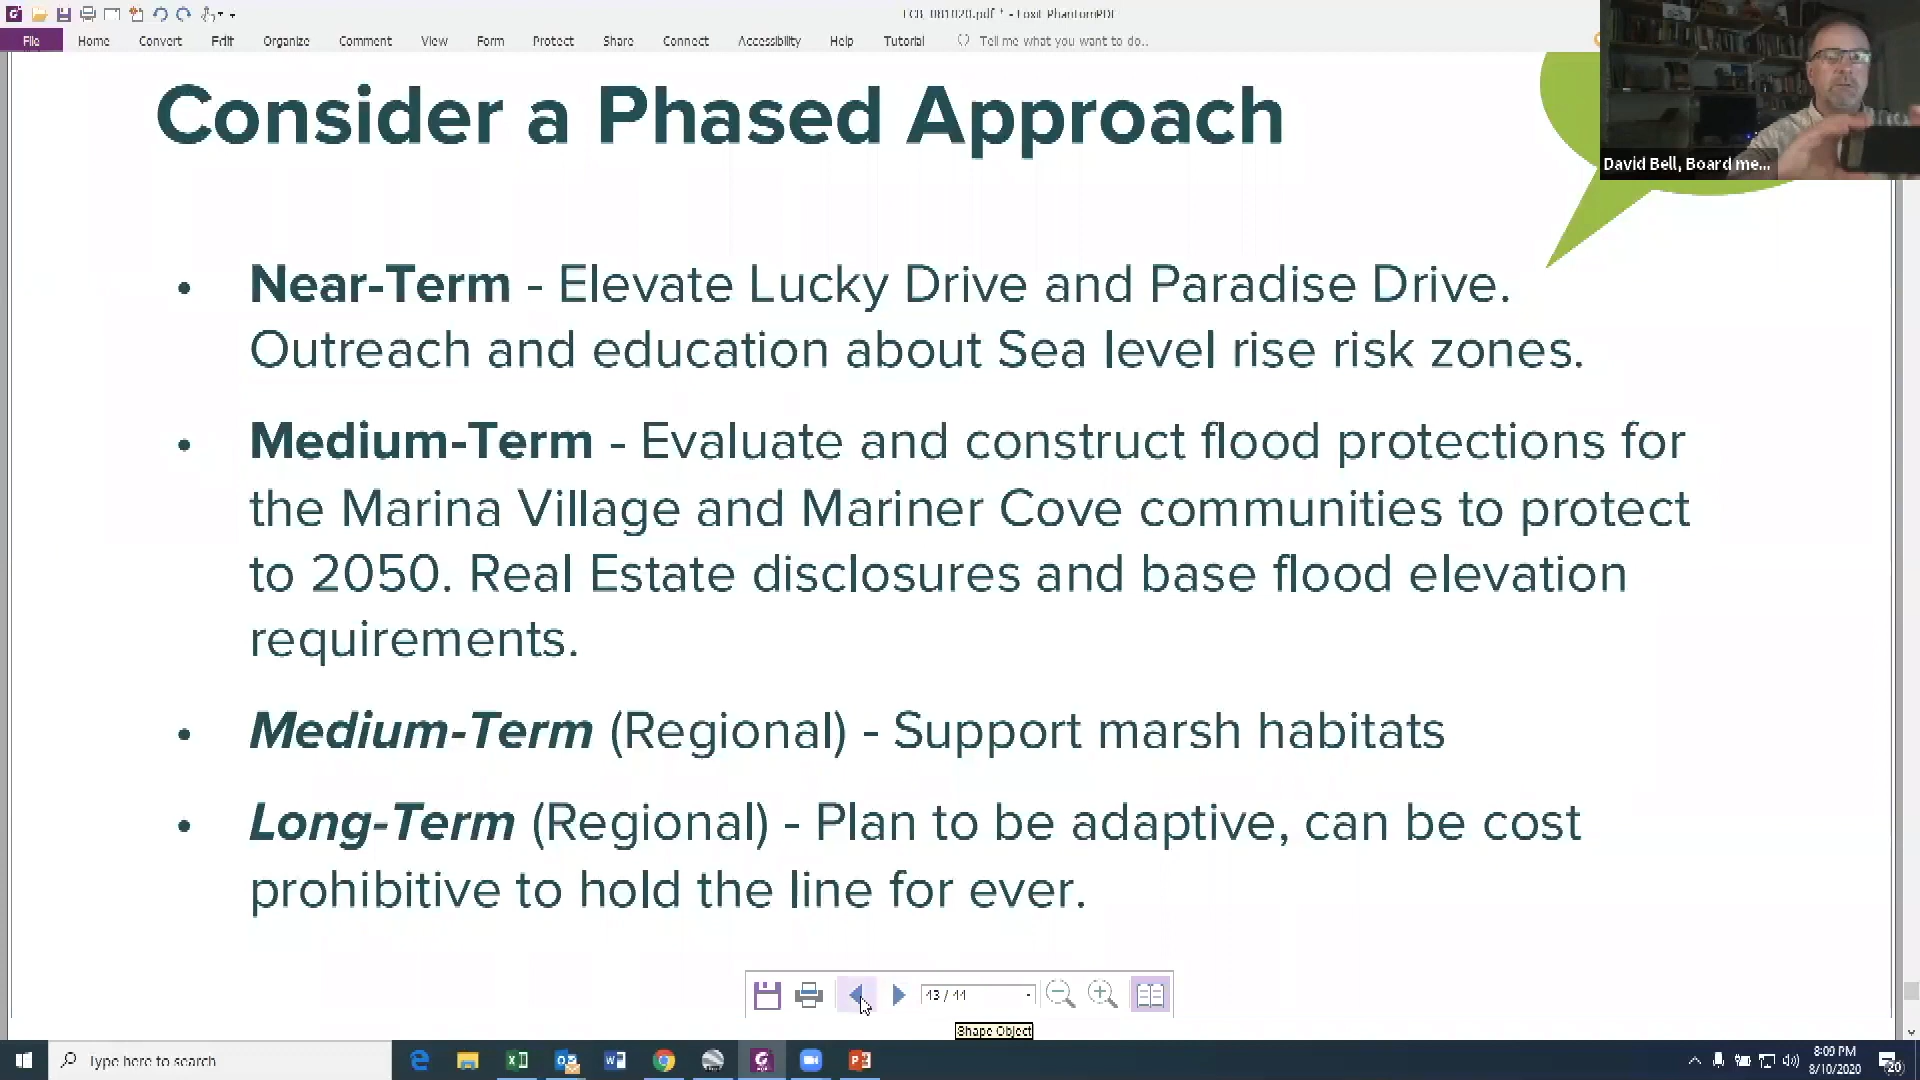 FCB_081020.pdf * - Foxit PhantomPDF
File Home Convert Edit Organize Comment View Form Protect Share Connect Accessibility Help Tutorial Tell me what you want to do..
Consider a Phased Approach
David Bell, Board me...
• Near-Term - Elevate Lucky Drive and Paradise Drive.
Outreach and education about Sea level rise risk zones.
• Medium-Term - Evaluate and construct flood protections for
the Marina Village and Mariner Cove communities to protect
to 2050. Real Estate disclosures and base flood elevation
requirements.
• Medium-Term (Regional) - Support marsh habitats
• Long-Term (Regional) - Plan to be adaptive, can be cost
prohibitive to hold the line for ever.
43 / 44
Shape Object
Type here to search
8:09 PM
8/10/2020
20